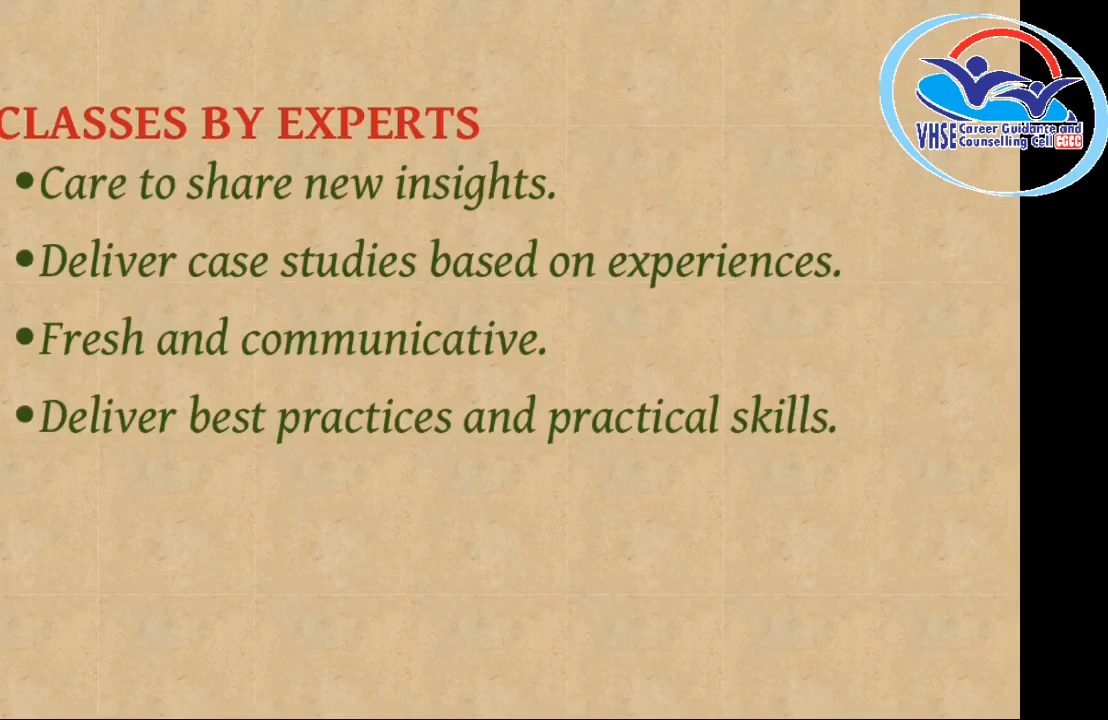 CLASSES BY EXPERTS
•Care to share new insights.
•Deliver case studies based on experiences.
•Fresh and communicative.
•Deliver best practices and practical skills.
VHSE Career Guidance and
Counselling Cell CGCC